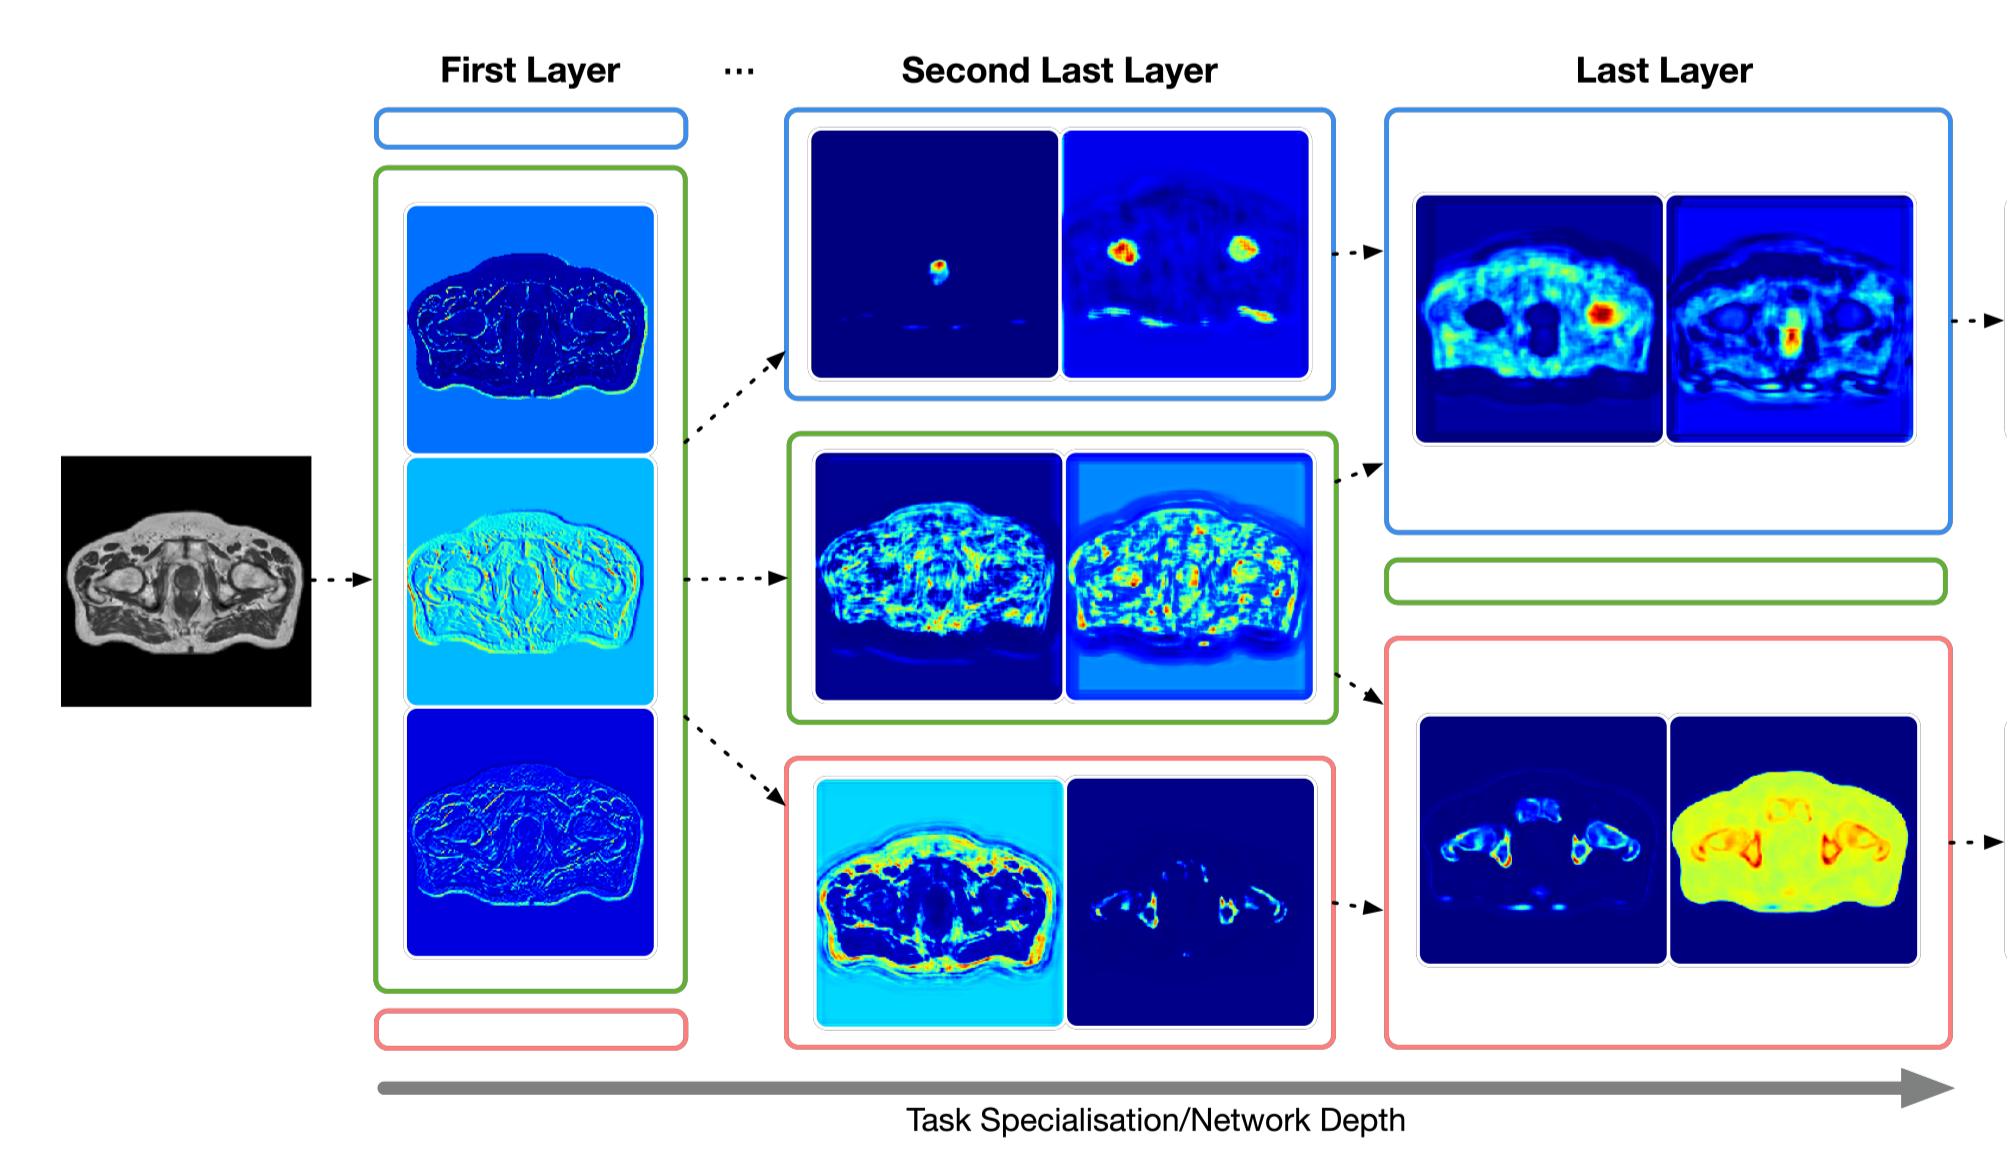 First Layer ... Second Last Layer Last Layer
Task Specialisation/Network Depth